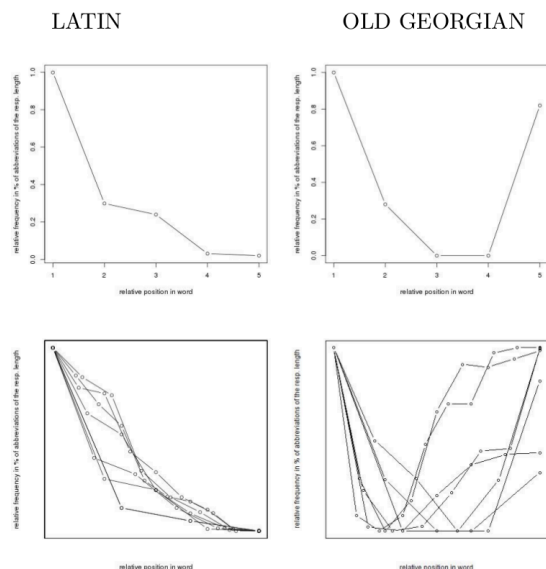 LATIN
OLD GEORGIAN
relative frequency in % of abbreviations of the resp. length
1.0
0.8
0.6
0.4
0.2
0.0
1 2 3 4 5
relative position in word
relative frequency in % of abbreviations of the resp. length
1.0
0.8
0.6
0.4
0.2
0.0
1 2 3 4 5
relative position in word
relative frequency in % of abbreviations of the resp. length
relative position in word
relative frequency in % of abbreviations of the resp. length
relative position in word